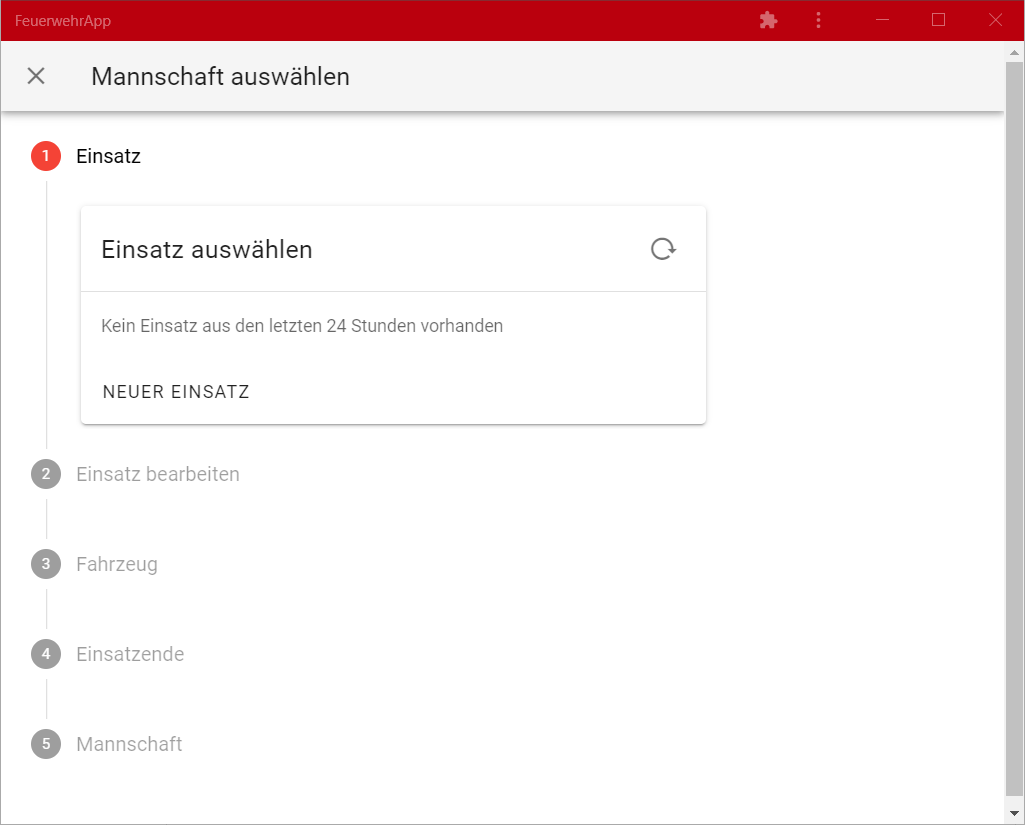 FeuerwehrApp
Mannschaft auswählen
1 Einsatz
Einsatz auswählen
Kein Einsatz aus den letzten 24 Stunden vorhanden
NEUER EINSATZ
2 Einsatz bearbeiten
3 Fahrzeug
4 Einsatzende
5 Mannschaft